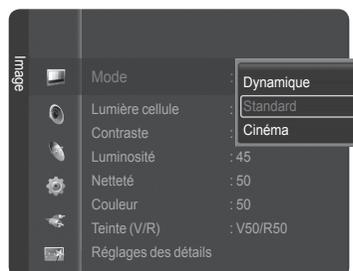 Image
Mode :
Dynamique
Standard
Cinéma
Lumière cellule :
Contraste :
Luminosité : 45
Netteté : 50
Couleur : 50
Teinte (V/R) : V50/R50
Réglages des détails